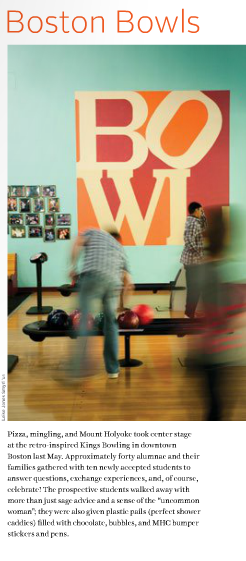 Boston Bowls
BO
WL
Pizza, mingling, and Mount Holyoke took center stage
at the retro-inspired Kings Bowling in downtown
Boston last May. Approximately forty alumnae and their
families gathered with ten newly accepted students to
answer questions, exchange experiences, and, of course,
celebrate! The prospective students walked away with
more than just sage advice and a sense of the “uncommon
woman”; they were also given plastic pails (perfect shower
caddies) filled with chocolate, bubbles, and MHC bumper
stickers and pens.